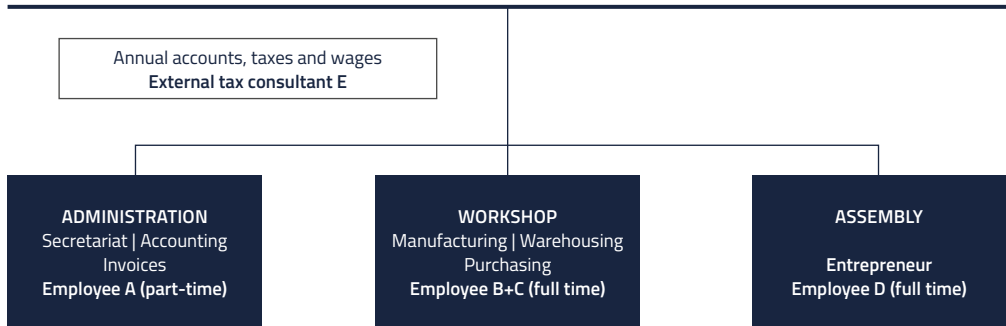 Annual accounts, taxes and wages
External tax consultant E
ADMINISTRATION
Secretariat | Accounting
Invoices
Employee A (part-time)
WORKSHOP
Manufacturing | Warehousing
Purchasing
Employee B+C (full time)
ASSEMBLY
Entrepreneur
Employee D (full time)